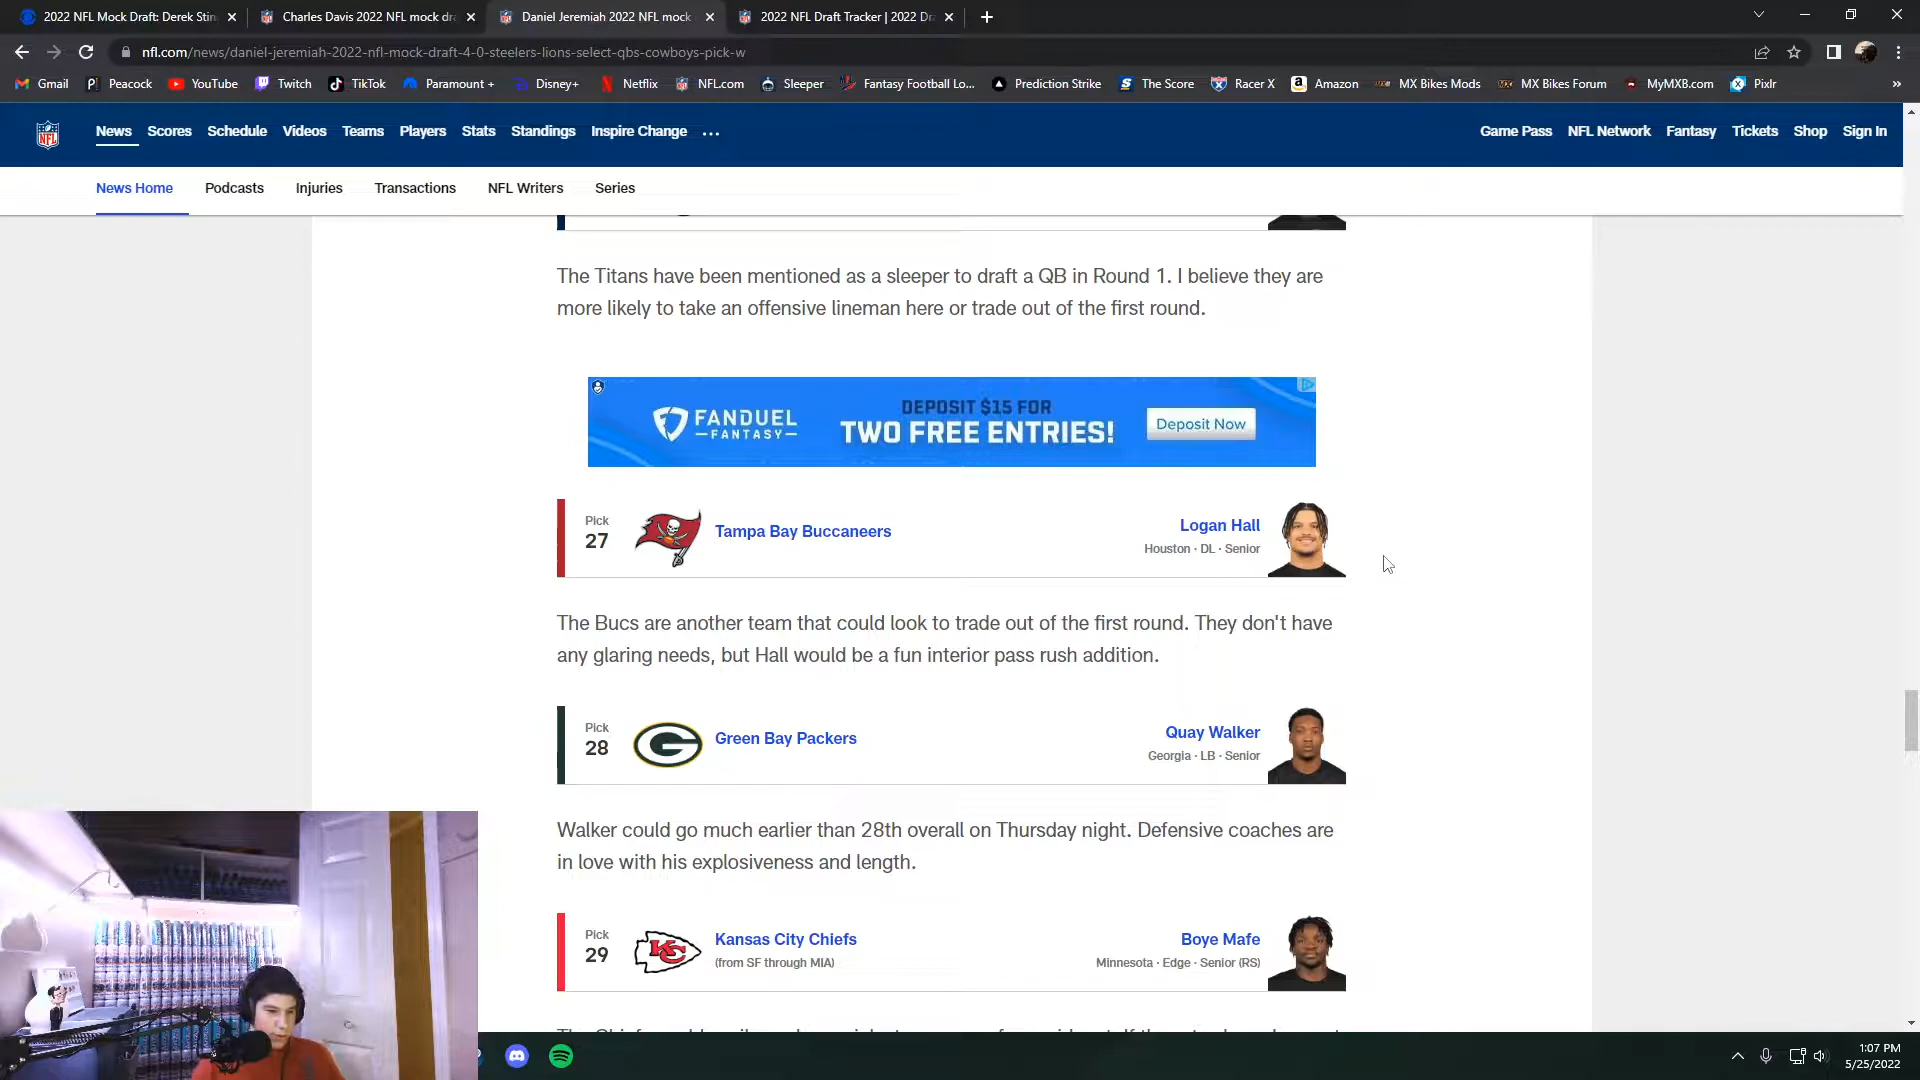 2022 NFL Mock Draft: Derek Stin
Charles Davis 2022 NFL mock dra
Daniel Jeremiah 2022 NFL mock
2022 NFL Draft Tracker | 2022 Dr
nfl.com/news/daniel-jeremiah-2022-nfl-mock-draft-4-0-steelers-lions-select-qbs-cowboys-pick-w
Gmail Peacock YouTube Twitch TikTok Paramount + Disney+ Netflix NFL.com Sleeper Fantasy Football Lo... Prediction Strike The Score Racer X Amazon MX Bikes Mods MX Bikes Forum MyMXB.com Pixlr »
News Scores Schedule Videos Teams Players Stats Standings Inspire Change ... Game Pass NFL Network Fantasy Tickets Shop Sign In
News Home Podcasts Injuries Transactions NFL Writers Series
The Titans have been mentioned as a sleeper to draft a QB in Round 1. I believe they are
more likely to take an offensive lineman here or trade out of the first round.
FANDUEL
FANTASY
DEPOSIT $15 FOR
TWO FREE ENTRIES!
Deposit Now
Pick
27
Tampa Bay Buccaneers
Logan Hall
Houston · DL · Senior
The Bucs are another team that could look to trade out of the first round. They don't have
any glaring needs, but Hall would be a fun interior pass rush addition.
Pick
28
Green Bay Packers
Quay Walker
Georgia · LB · Senior
Walker could go much earlier than 28th overall on Thursday night. Defensive coaches are
in love with his explosiveness and length.
Pick
29
Kansas City Chiefs
(from SF through MIA)
Boye Mafe
Minnesota · Edge · Senior (RS)
1:07 PM
5/25/2022